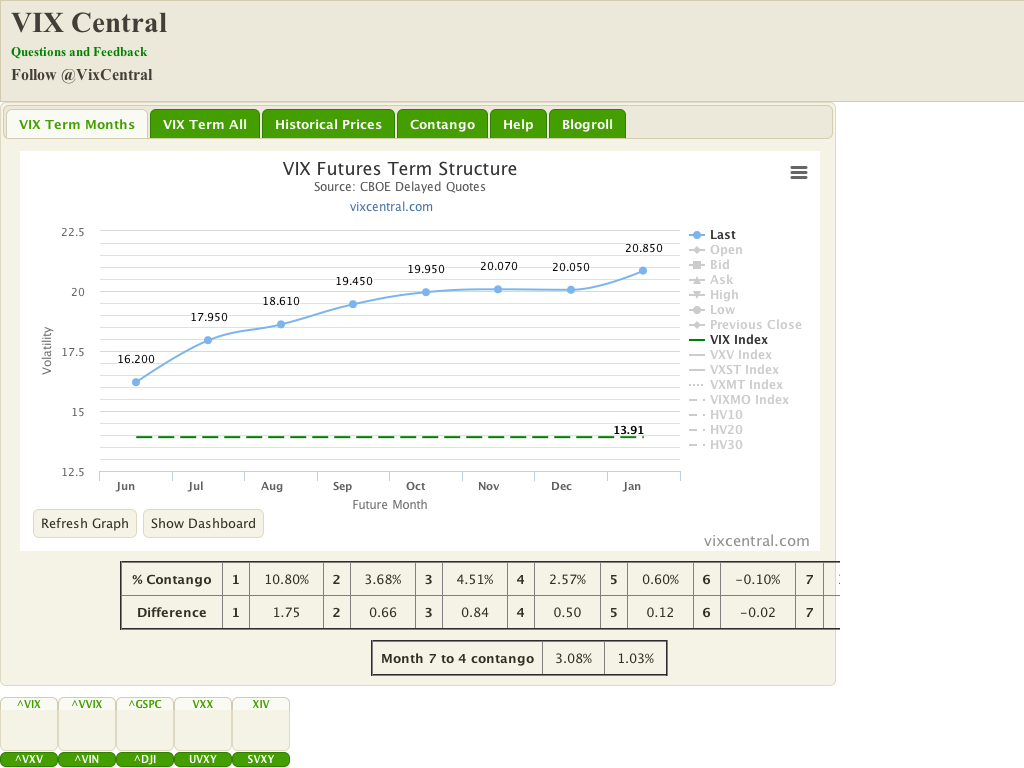 VIX Central
Questions and Feedback
Follow @VixCentral
VIX Term Months VIX Term All Historical Prices Contango Help Blogroll
VIX Futures Term Structure
Source: CBOE Delayed Quotes
vixcentral.com
22.5
20
17.5
15
12.5
Volatility
16.200
17.950
18.610
19.450
19.950
20.070
20.050
20.850
13.91
Jun Jul Aug Sep Oct Nov Dec Jan
Future Month
Last
Open
Bid
Ask
High
Low
Previous Close
VIX Index
VXV Index
VXST Index
VXMT Index
VIXMO Index
HV10
HV20
HV30
Refresh Graph Show Dashboard
vixcentral.com
% Contango 1 10.80% 2 3.68% 3 4.51% 4 2.57% 5 0.60% 6 −0.10% 7
Difference 1 1.75 2 0.66 3 0.84 4 0.50 5 0.12 6 −0.02 7
Month 7 to 4 contango 3.08% 1.03%
^VIX ^VVIX ^GSPC VXX XIV
^VXV ^VIN ^DJI UVXY SVXY